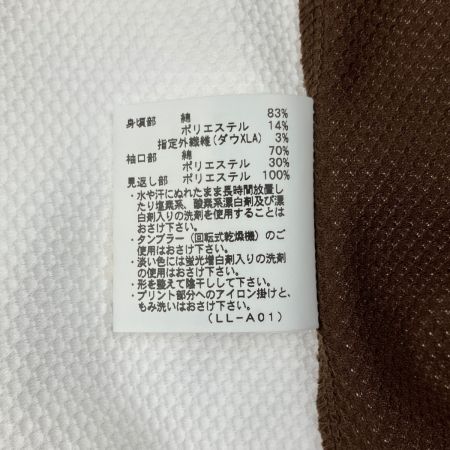 身頃部 綿 83%
ポリエステル 14%
指定外繊維(ダウXLA) 3%
袖口部 綿 70%
ポリエステル 30%
見返し部 ポリエステル 100%
・水や汗にぬれたまま長時間放置し
たり塩素系、酸素系漂白剤及び漂
白剤入りの洗剤を使用することは
おさけ下さい。
・タンブラー(回転式乾燥機)のご
使用はおさけ下さい。
・淡い色には蛍光増白剤入りの洗剤
の使用はおさけ下さい。
・形を整えて陰干しして下さい。
・プリント部分へのアイロン掛けと、
もみ洗いはおさけ下さい。
(LL-A01)